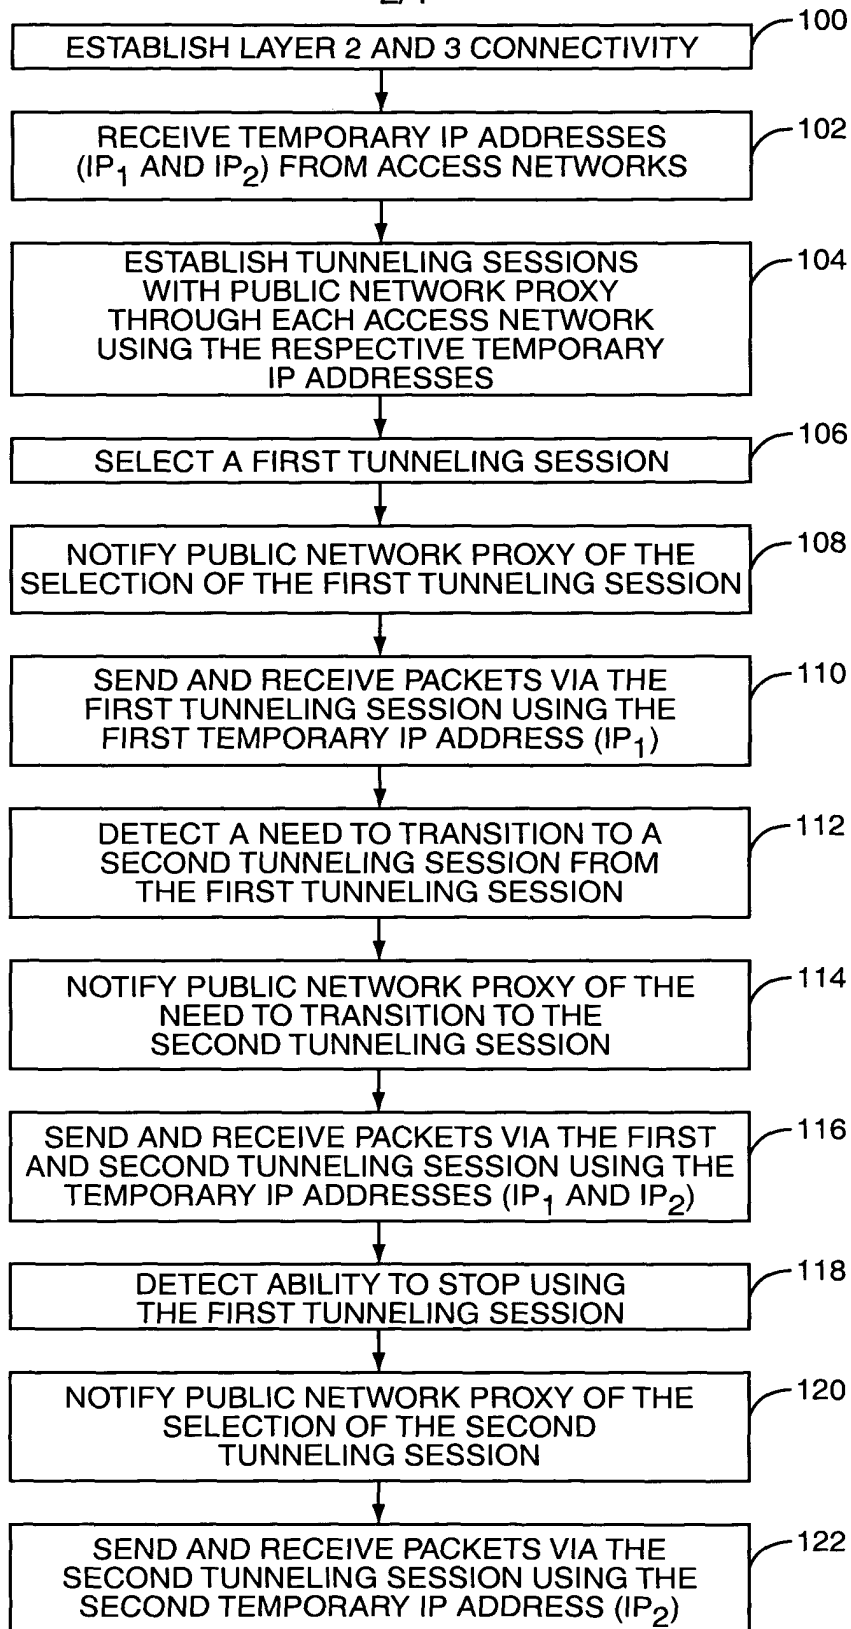 100
ESTABLISH LAYER 2 AND 3 CONNECTIVITY
102
RECEIVE TEMPORARY IP ADDRESSES
(IP1 AND IP2) FROM ACCESS NETWORKS
104
ESTABLISH TUNNELING SESSIONS
WITH PUBLIC NETWORK PROXY
THROUGH EACH ACCESS NETWORK
USING THE RESPECTIVE TEMPORARY
IP ADDRESSES
106
SELECT A FIRST TUNNELING SESSION
108
NOTIFY PUBLIC NETWORK PROXY OF THE
SELECTION OF THE FIRST TUNNELING SESSION
110
SEND AND RECEIVE PACKETS VIA THE
FIRST TUNNELING SESSION USING THE
FIRST TEMPORARY IP ADDRESS (IP1)
112
DETECT A NEED TO TRANSITION TO A
SECOND TUNNELING SESSION FROM
THE FIRST TUNNELING SESSION
114
NOTIFY PUBLIC NETWORK PROXY OF THE
NEED TO TRANSITION TO THE
SECOND TUNNELING SESSION
116
SEND AND RECEIVE PACKETS VIA THE FIRST
AND SECOND TUNNELING SESSION USING THE
TEMPORARY IP ADDRESSES (IP1 AND IP2)
118
DETECT ABILITY TO STOP USING
THE FIRST TUNNELING SESSION
120
NOTIFY PUBLIC NETWORK PROXY OF THE
SELECTION OF THE SECOND
TUNNELING SESSION
122
SEND AND RECEIVE PACKETS VIA THE
SECOND TUNNELING SESSION USING THE
SECOND TEMPORARY IP ADDRESS (IP2)